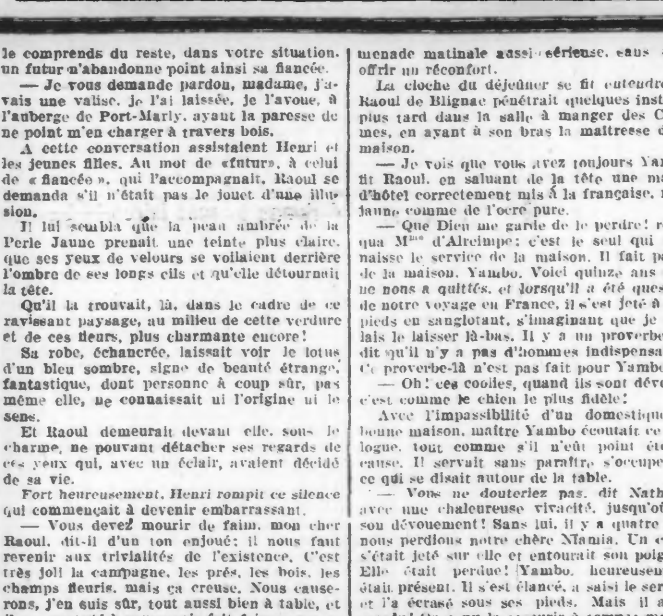 le comprends du reste, dans votre situation.
un futur n'abandonne point ainsi sa fiancée.
— Je vous demande pardon, madame, j'a-
vais une valise. je l'ai laissée, je l'avoue, à
l'auberge de Port-Marly. ayant la paresse de
ne point m'en charger à travers bois.
A cette conversation assistaient Henri et
les jeunes filles. Au mot de «futur», à celui
de « fiancée », qui l'accompagnait, Raoul se
demanda s'il n'était pas le jouet d'une illu-
sion.
Il lui sembla que la peau ambrée de la
Perle Jaune prenait une teinte plus claire,
que ses yeux de velours se voilaient derrière
l'ombre de ses longs cils et qu'elle détournait
la tête.
Qu'il la trouvait, là, dans le cadre de ce
ravissant paysage, au milieu de cette verdure
et de ces fleurs, plus charmante encore!
Sa robe, échancrée, laissait voir le lotus
d'un bleu sombre, signe de beauté étrange,
fantastique, dont personne à coup sûr, pas
même elle, ne connaissait ni l'origine ni le
sens.
Et Raoul demeurait devant elle. sous le
charme, ne pouvant détacher ses regards de
ces yeux qui, avec un éclair, avaient décidé
de sa vie.
Fort heureusement, Henri rompit ce silence
qui commençait à devenir embarrassant.
— Vous devez mourir de faim, mon cher
Raoul, dit-il d'un ton enjoué; il nous faut
revenir aux trivialités de l'existence. C'est
très joli la campagne, les prés, les bois, les
champs fleuris, mais ça creuse. Nous cause-
rons, j'en suis sûr, tout aussi bien à table, et
menade matinale aussi sérieuse, sans
offrir un réconfort.
La cloche du déjeûner se fit entendre
Raoul de Blignac pénétrait quelques inst
plus tard dans la salle à manger des C
mes, en ayant à son bras la maîtresse d
maison.
— Je vois que vous avez toujours Yam
fit Raoul, en saluant de la tête une ma
d'hôtel correctement mis à la française,
jaune comme de l'ocre pure.
— Que Dieu me garde de le perdre! r
qua Mme d'Alreimpe; c'est le seul qui
naisse le service de la maison. Il fait pa
de la maison. Yambo. Voici quinze ans
ne nous a quittés, et lorsqu'il a été ques
de notre voyage en France, il s'est jeté à
pieds en sanglotant, s'imaginant que je
lais le laisser là-bas. Il y a un proverbe
dit qu'il n'y a pas d'hommes indispensa
Ce proverbe-là n'est pas fait pour Yambo
— Oh! ces coolies, quand ils sont dévo
c'est comme le chien le plus fidèle!
Avec l'impassibilité d'un domestique
bonne maison, maître Yambo écoutait ce
logue, tout comme s'il n'eût point été
cause. Il servait sans paraître s'occupe
ce qui se disait autour de la table.
— Vous ne douteriez pas, dit Nath
avec une chaleureuse vivacité, jusqu'où
son dévouement! Sans lui, il y a quatre
nous perdions notre chère N'Iamia. Un
s'était jeté sur elle et entourait son poig
Elle était perdue! Yambo, heureusem
était présent. Il s'est élancé, a saisi le ser
et l'a écrasé sous ses pieds. Mais il